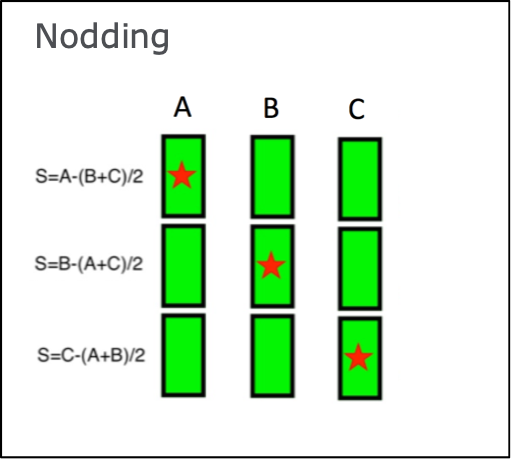 Nodding
A B C
S=A-(B+C)/2
S=B-(A+C)/2
S=C-(A+B)/2